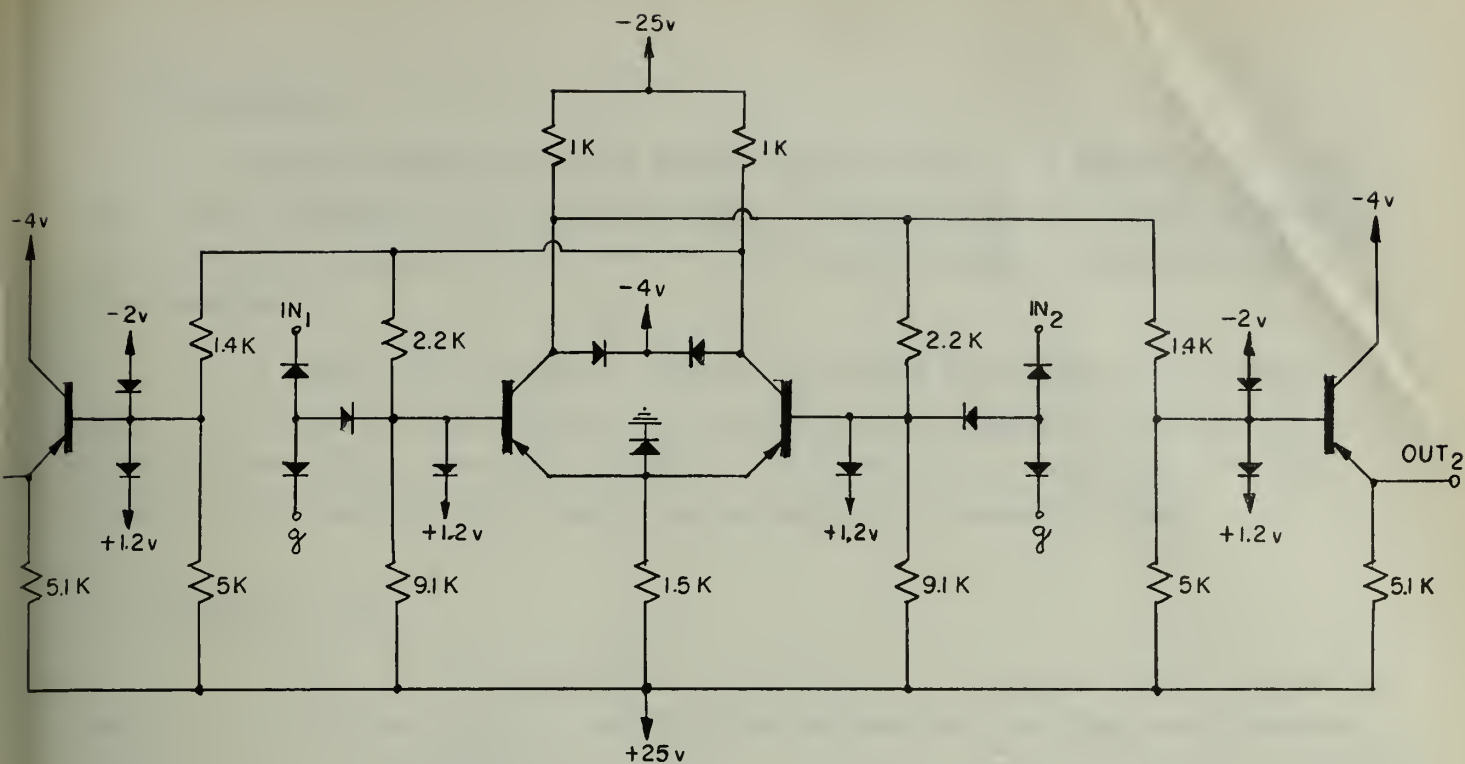 -25v
1K 1K
-4v -4v
-2v IN1 -4v IN2 -2v
1.4K 2.2K 2.2K 1.4K
OUT2
+1.2v g +1.2v +1.2v g +1.2v
5.1K 5K 9.1K 1.5K 9.1K 5K 5.1K
+25v